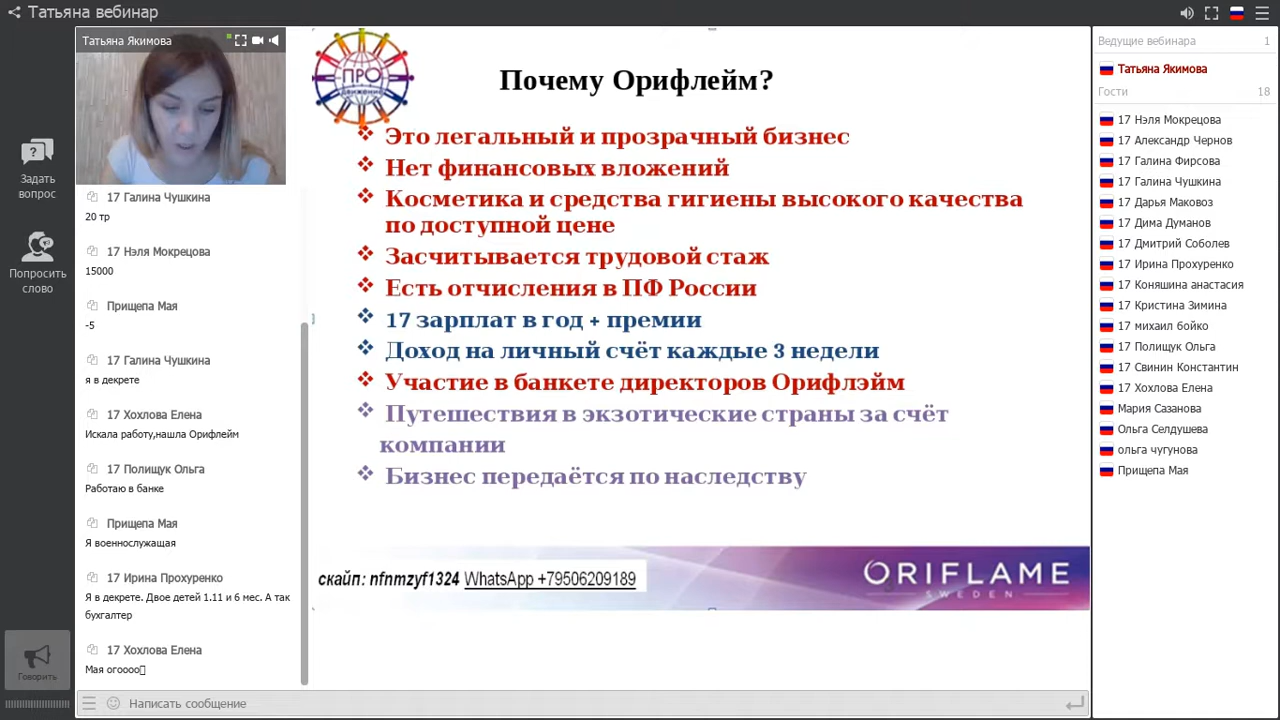 Татьяна вебинар
Татьяна Якимова
17 Галина Чушкина
20 тр
17 Нэля Мокрецова
15000
Прищепа Мая
-5
17 Галина Чушкина
я в декрете
17 Хохлова Елена
Искала работу,нашла Орифлейм
17 Полищук Ольга
Работаю в банке
Прищепа Мая
Я военнослужащая
17 Ирина Прохуренко
Я в декрете. Двое детей 1.11 и 6 мес. А так
бухгалтер
17 Хохлова Елена
Мая огоооо
Задать
вопрос
Попросить
слово
Говорить
Написать сообщение
ПРО
движение
Почему Орифлейм?
Это легальный и прозрачный бизнес
Нет финансовых вложений
Косметика и средства гигиены высокого качества
по доступной цене
Засчитывается трудовой стаж
Есть отчисления в ПФ России
17 зарплат в год + премии
Доход на личный счёт каждые 3 недели
Участие в банкете директоров Орифлэйм
Путешествия в экзотические страны за счёт
компании
Бизнес передаётся по наследству
скайп: nfnmzyf1324 WhatsApp +79506209189
ORIFLAME
SWEDEN
Ведущие вебинара 1
Татьяна Якимова
Гости 18
17 Нэля Мокрецова
17 Александр Чернов
17 Галина Фирсова
17 Галина Чушкина
17 Дарья Маковоз
17 Дима Думанов
17 Дмитрий Соболев
17 Ирина Прохуренко
17 Коняшина анастасия
17 Кристина Зимина
17 михаил бойко
17 Полищук Ольга
17 Свинин Константин
17 Хохлова Елена
Мария Сазанова
Ольга Селдушева
ольга чугунова
Прищепа Мая